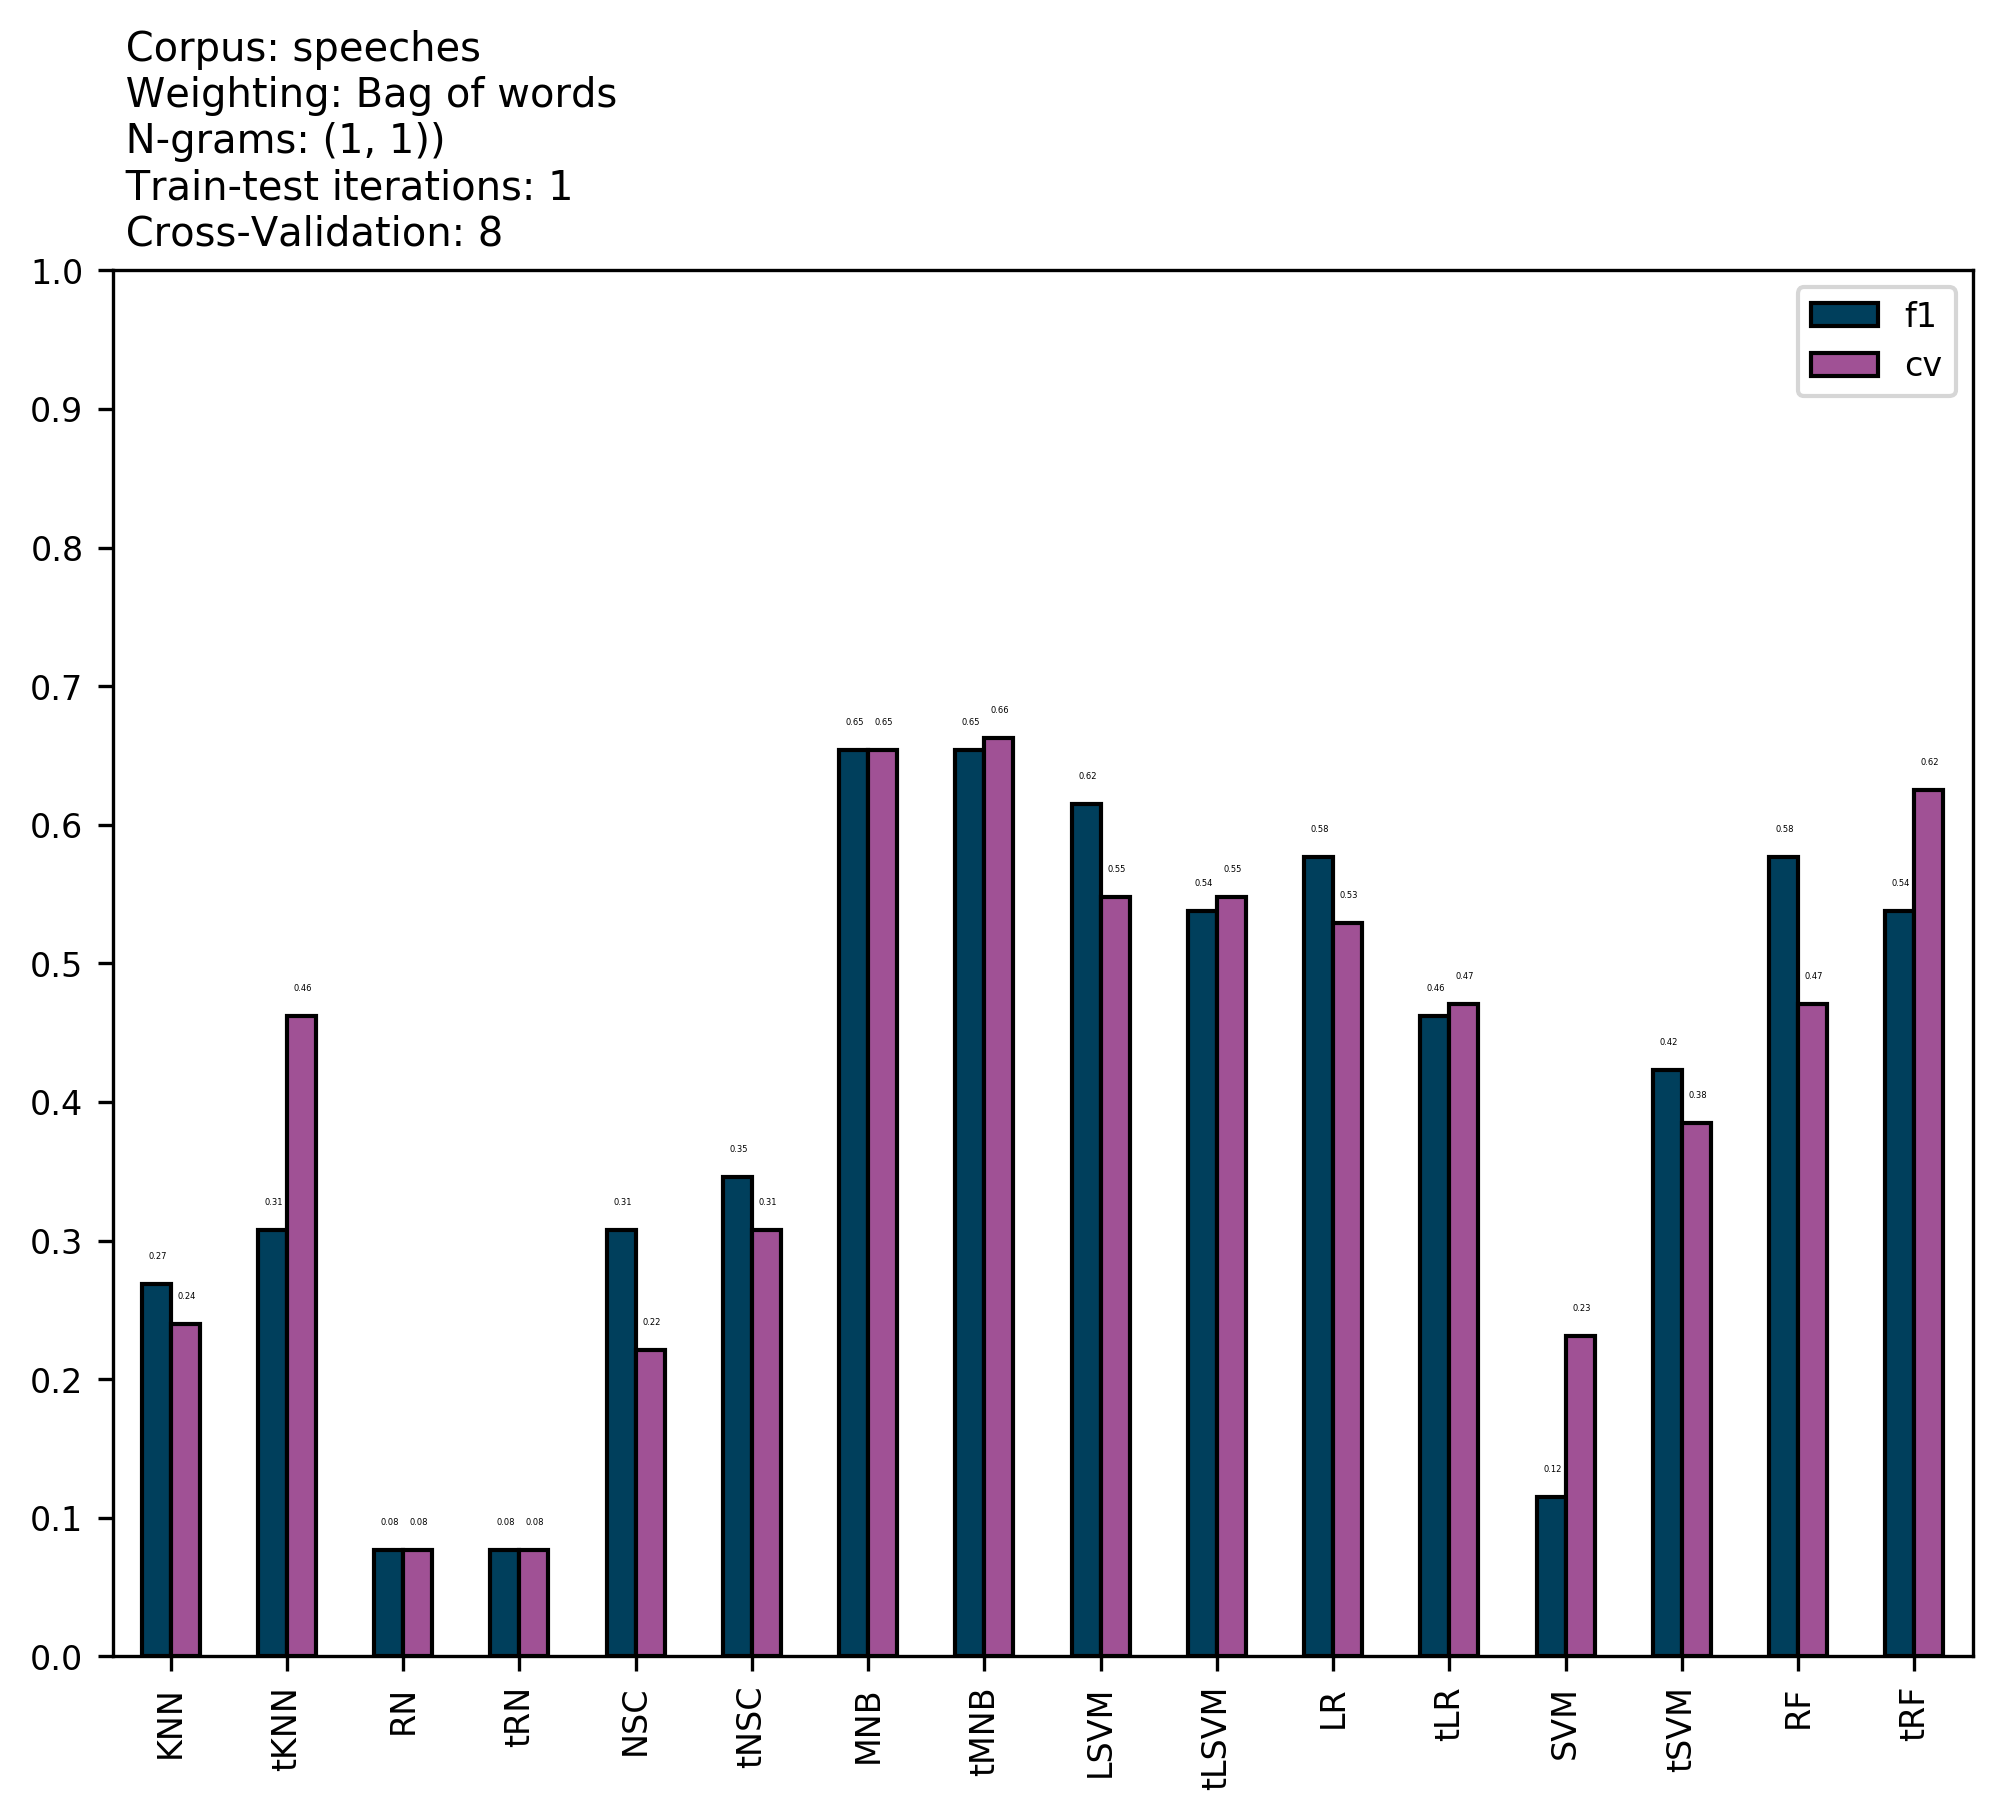 Corpus: speeches
Weighting: Bag of words
N-grams: (1, 1))
Train-test iterations: 1
Cross-Validation: 8
1.0
0.9
0.8
0.7
0.6
0.5
0.4
0.3
0.2
0.1
0.0
f1
cv
0.27
0.24
0.31
0.46
0.08
0.08
0.08
0.08
0.31
0.22
0.35
0.31
0.65
0.65
0.65
0.66
0.62
0.55
0.54
0.55
0.58
0.53
0.46
0.47
0.12
0.23
0.42
0.38
0.58
0.47
0.54
0.62
KNN
tKNN
RN
tRN
NSC
tNSC
MNB
tMNB
LSVM
tLSVM
LR
tLR
SVM
tSVM
RF
tRF